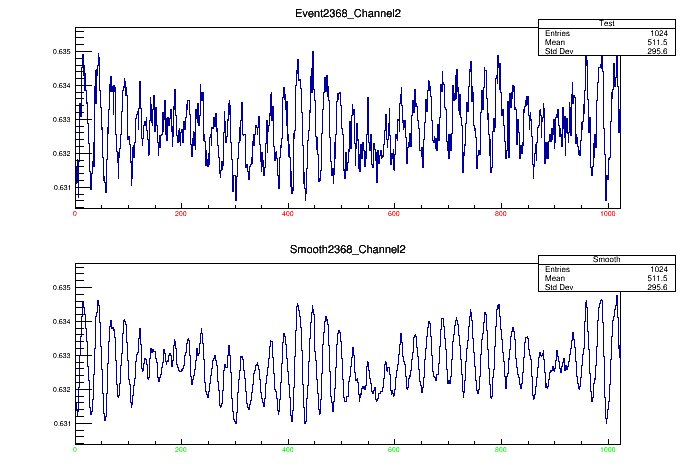 Event2368_Channel2
Test
Entries 1024
Mean 511.5
Std Dev 295.6
0.635
0.634
0.633
0.632
0.631
0 200 400 600 800 1000
Smooth2368_Channel2
Smooth
Entries 1024
Mean 511.5
Std Dev 295.6
0.635
0.634
0.633
0.632
0.631
0 200 400 600 800 1000